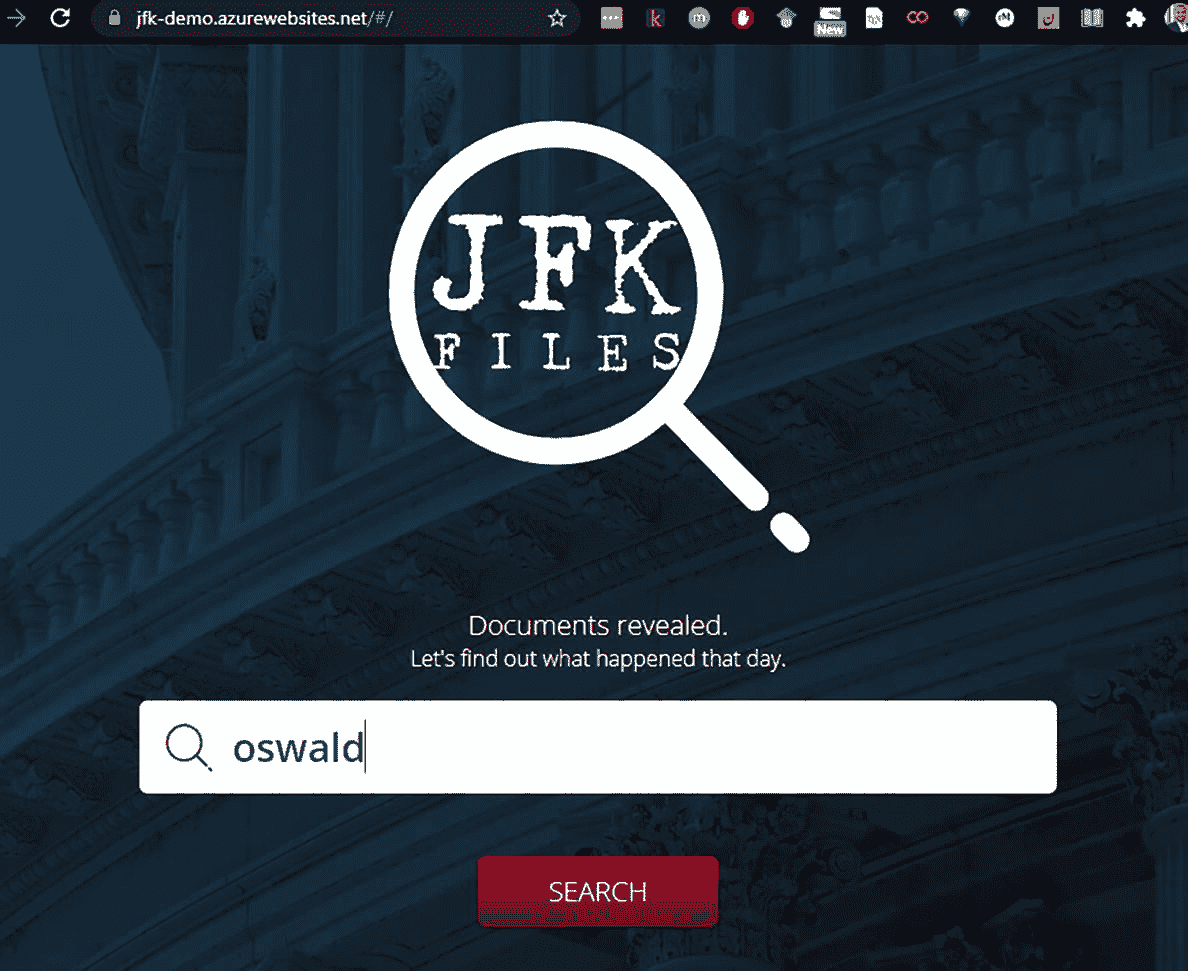 jfk-demo.azurewebsites.net/#/
New
JFK
FILES
Documents revealed.
Let's find out what happened that day.
oswald
SEARCH